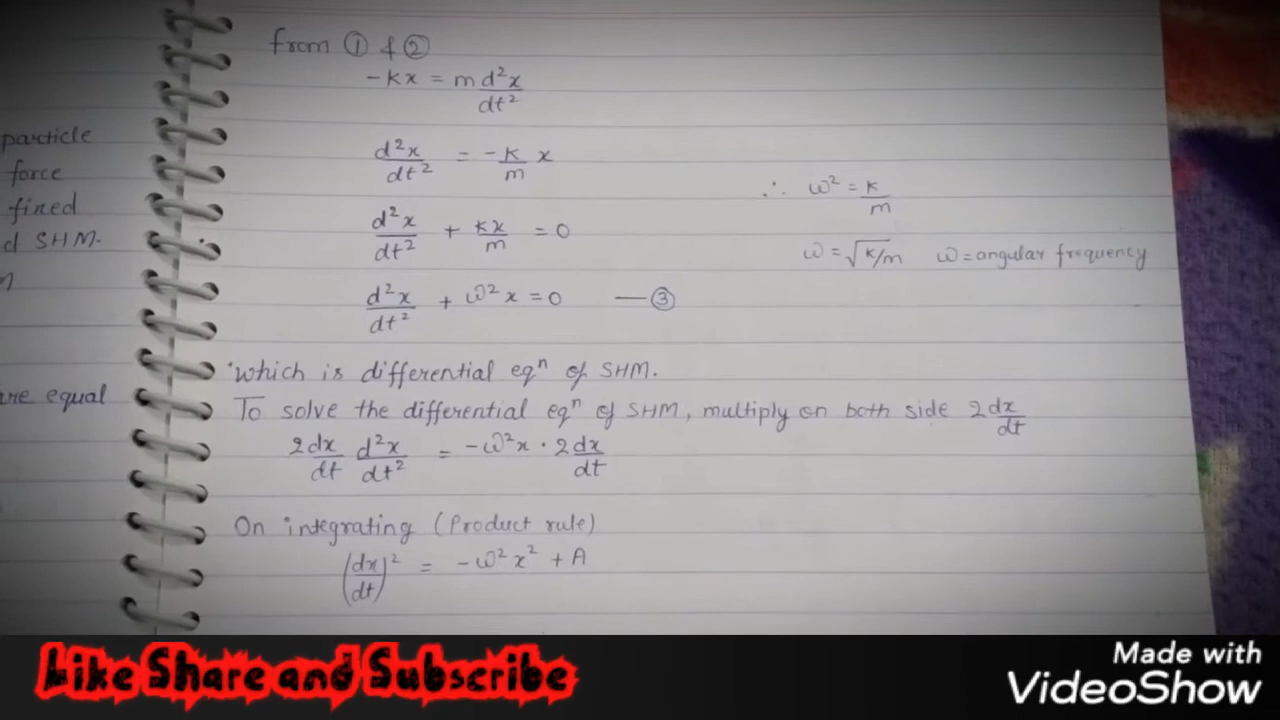 particle
force
fixed
d SHM.
are equal
from ① & ②
-kx = m d²x/dt²
d²x/dt² = -k/m x
d²x/dt² + kx/m = 0
∴ ω² = k/m
ω = √k/m ω = angular frequency
d²x/dt² + ω²x = 0 — ③
which is differential eqⁿ of SHM.
To solve the differential eqⁿ of SHM, multiply on both side 2dx/dt
2dx/dt d²x/dt² = -ω²x · 2dx/dt
On integrating (Product rule)
(dx/dt)² = -ω²x² + A
Like Share and Subscribe
Made with
VideoShow